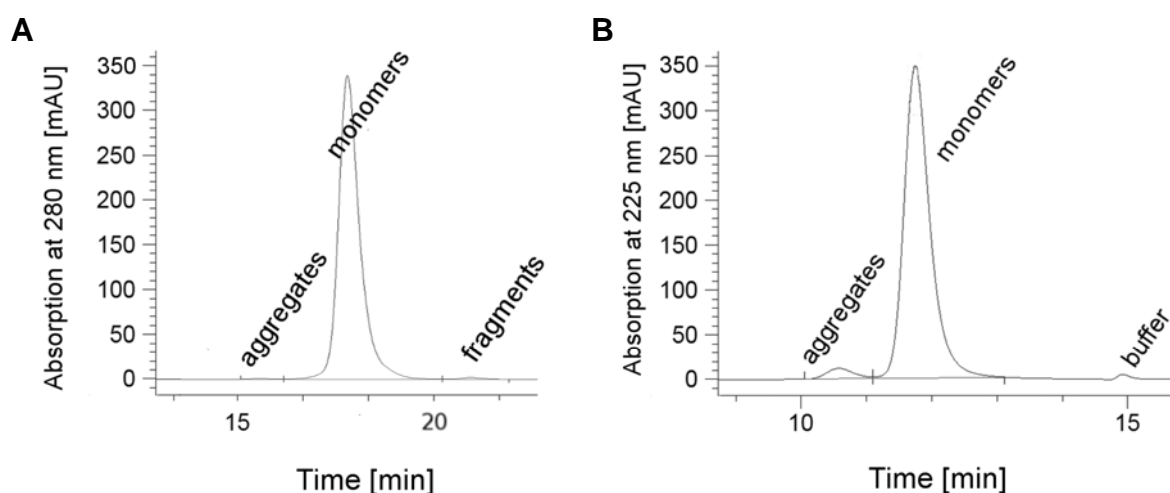 A
Absorption at 280 nm [mAU]
350
300
250
200
150
100
50
0
aggregates
monomers
fragments
15
20
Time [min]
B
Absorption at 225 nm [mAU]
350
300
250
200
150
100
50
0
aggregates
monomers
buffer
10
15
Time [min]